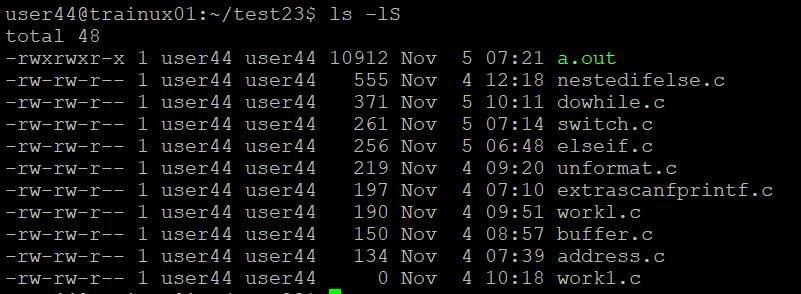 user44@trainux01:~/test23$ ls -lS
total 48
-rwxrwxr-x 1 user44 user44 10912 Nov  5 07:21 a.out
-rw-rw-r-- 1 user44 user44   555 Nov  4 12:18 nestedifelse.c
-rw-rw-r-- 1 user44 user44   371 Nov  5 10:11 dowhile.c
-rw-rw-r-- 1 user44 user44   261 Nov  5 07:14 switch.c
-rw-rw-r-- 1 user44 user44   256 Nov  5 06:48 elseif.c
-rw-rw-r-- 1 user44 user44   219 Nov  4 09:20 unformat.c
-rw-rw-r-- 1 user44 user44   197 Nov  4 07:10 extrascanfprintf.c
-rw-rw-r-- 1 user44 user44   190 Nov  4 09:51 workl.c
-rw-rw-r-- 1 user44 user44   150 Nov  4 08:57 buffer.c
-rw-rw-r-- 1 user44 user44   134 Nov  4 07:39 address.c
-rw-rw-r-- 1 user44 user44     0 Nov  4 10:18 work1.c